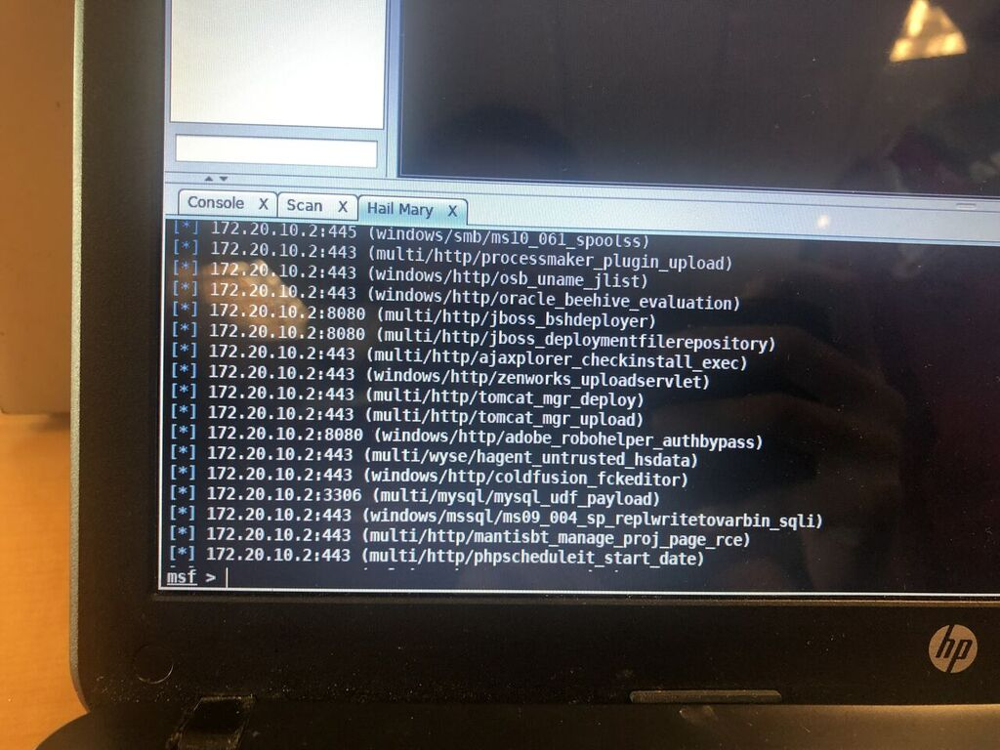 Console X Scan X Hail Mary X
[*] 172.20.10.2:445 (windows/smb/ms10_061_spoolss)
[*] 172.20.10.2:443 (multi/http/processmaker_plugin_upload)
[*] 172.20.10.2:443 (windows/http/osb_uname_jlist)
[*] 172.20.10.2:443 (windows/http/oracle_beehive_evaluation)
[*] 172.20.10.2:8080 (multi/http/jboss_bshdeployer)
[*] 172.20.10.2:8080 (multi/http/jboss_deploymentfilerepository)
[*] 172.20.10.2:443 (multi/http/ajaxplorer_checkinstall_exec)
[*] 172.20.10.2:443 (windows/http/zenworks_uploadservlet)
[*] 172.20.10.2:443 (multi/http/tomcat_mgr_deploy)
[*] 172.20.10.2:443 (multi/http/tomcat_mgr_upload)
[*] 172.20.10.2:8080 (windows/http/adobe_robohelper_authbypass)
[*] 172.20.10.2:443 (multi/wyse/hagent_untrusted_hsdata)
[*] 172.20.10.2:443 (windows/http/coldfusion_fckeditor)
[*] 172.20.10.2:3306 (multi/mysql/mysql_udf_payload)
[*] 172.20.10.2:443 (windows/mssql/ms09_004_sp_replwritetovarbin_sqli)
[*] 172.20.10.2:443 (multi/http/mantisbt_manage_proj_page_rce)
[*] 172.20.10.2:443 (multi/http/phpscheduleit_start_date)
msf >
hp